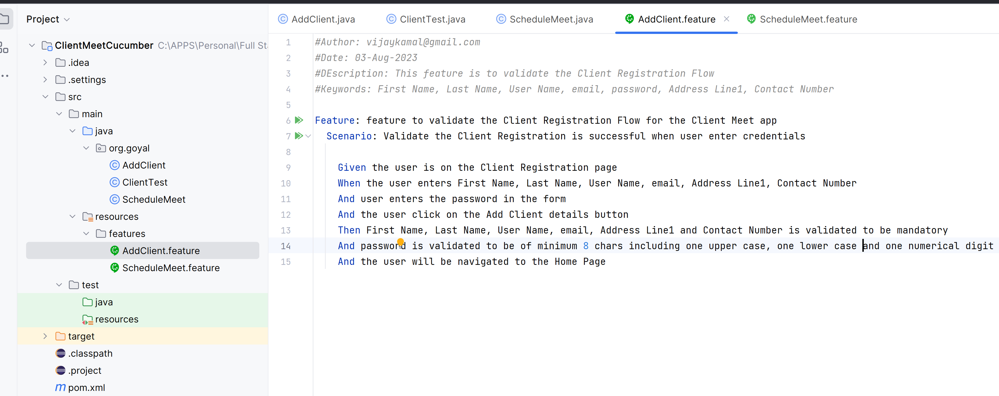 Project
ClientMeetCucumber C:\APPS\Personal\Full St
.idea
.settings
src
main
java
org.goyal
AddClient
ClientTest
ScheduleMeet
resources
features
AddClient.feature
ScheduleMeet.feature
test
java
resources
target
.classpath
.project
pom.xml
AddClient.java ClientTest.java ScheduleMeet.java AddClient.feature ScheduleMeet.feature
1 #Author: vijaykamal@gmail.com
2 #Date: 03-Aug-2023
3 #DEscription: This feature is to validate the Client Registration Flow
4 #Keywords: First Name, Last Name, User Name, email, password, Address Line1, Contact Number
5
6 Feature: feature to validate the Client Registration Flow for the Client Meet app
7 Scenario: Validate the Client Registration is successful when user enter credentials
8
9 Given the user is on the Client Registration page
10 When the user enters First Name, Last Name, User Name, email, Address Line1, Contact Number
11 And user enters the password in the form
12 And the user click on the Add Client details button
13 Then First Name, Last Name, User Name, email, Address Line1 and Contact Number is validated to be mandatory
14 And password is validated to be of minimum 8 chars including one upper case, one lower case and one numerical digit
15 And the user will be navigated to the Home Page